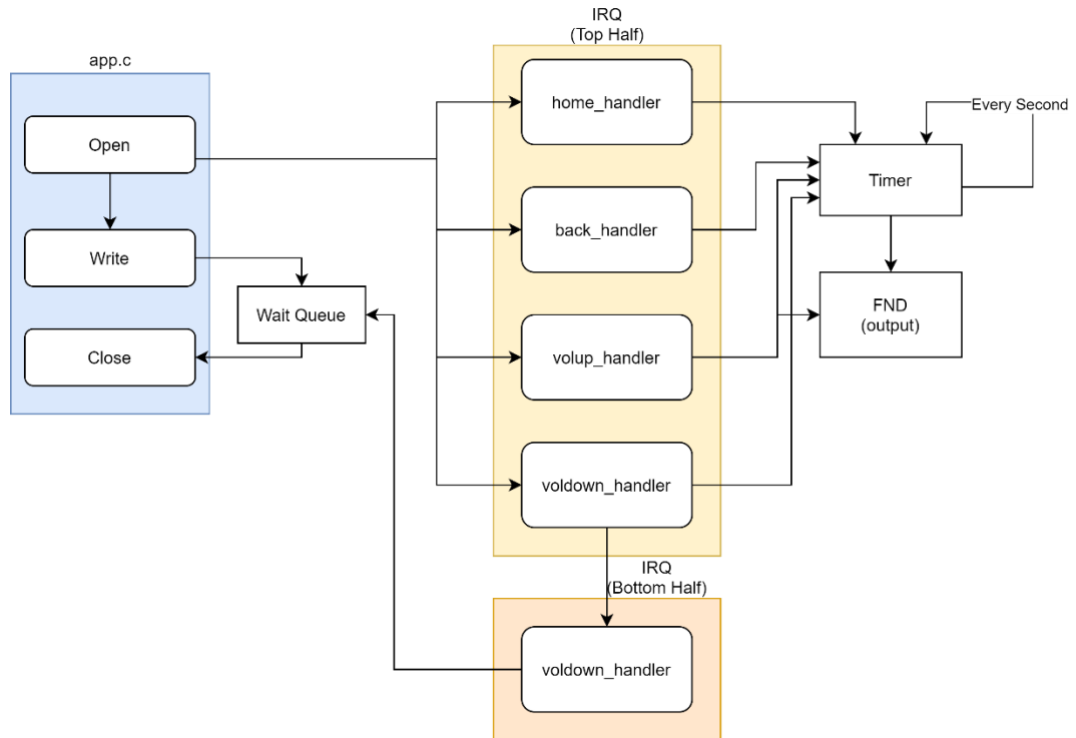 IRQ
(Top Half)
app.c
home_handler
Every Second
Open
Timer
back_handler
Write
FND
(output)
Wait Queue
Close
volup_handler
voldown_handler
IRQ
(Bottom Half)
voldown_handler